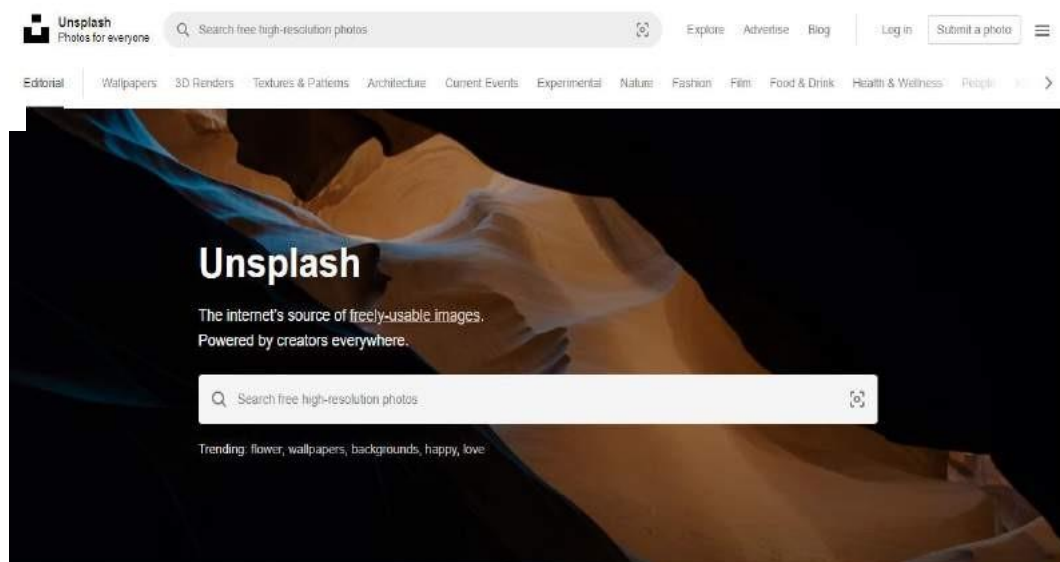 Unsplash
Photos for everyone
Search free high-resolution photos
Explore Advertise Blog Log in Submit a photo
Editorial Wallpapers 3D Renders Textures & Patterns Architecture Current Events Experimental Nature Fashion Film Food & Drink Health & Wellness People
Unsplash
The internet's source of freely-usable images.
Powered by creators everywhere.
Search free high-resolution photos
Trending: flower, wallpapers, backgrounds, happy, love